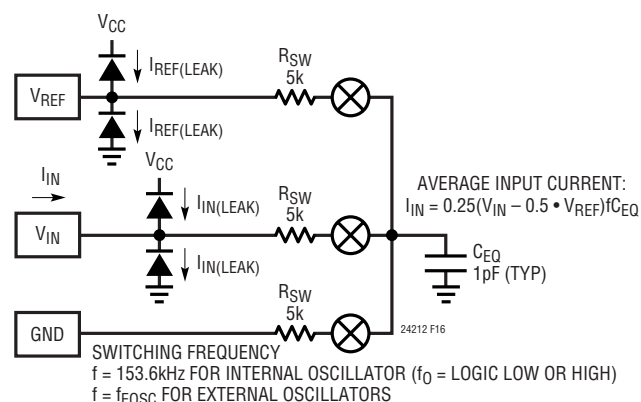 VCC
IREF(LEAK)
RSW
5k
VREF
IREF(LEAK)
VCC
IIN
IIN(LEAK)
RSW
5k
AVERAGE INPUT CURRENT:
IIN = 0.25(VIN – 0.5 • VREF)fCEQ
VIN
IIN(LEAK)
CEQ
1pF (TYP)
RSW
5k
GND
24212 F16
SWITCHING FREQUENCY
f = 153.6kHz FOR INTERNAL OSCILLATOR (fO = LOGIC LOW OR HIGH)
f = fEOSC FOR EXTERNAL OSCILLATORS